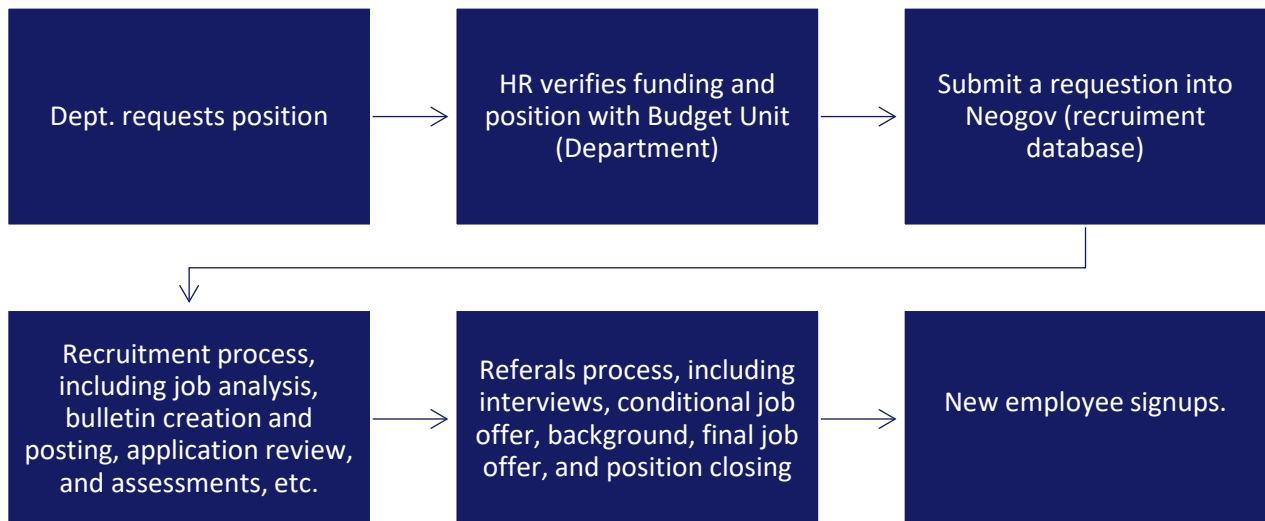 Dept. requests position
HR verifies funding and
position with Budget Unit
(Department)
Submit a requestion into
Neogov (recruiment
database)
Recruitment process,
including job analysis,
bulletin creation and
posting, application review,
and assessments, etc.
Referals process, including
interviews, conditional job
offer, background, final job
offer, and position closing
New employee signups.